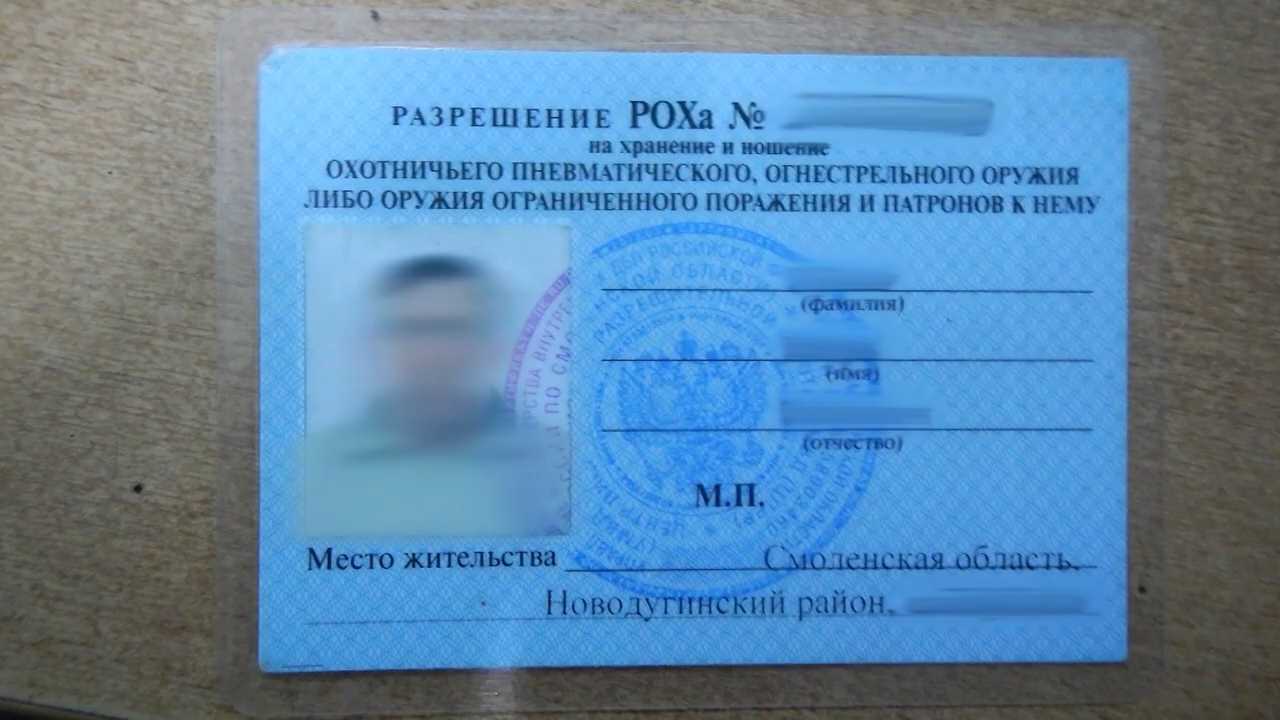 РАЗРЕШЕНИЕ РОХа №
на хранение и ношение
ОХОТНИЧЬЕГО ПНЕВМАТИЧЕСКОГО, ОГНЕСТРЕЛЬНОГО ОРУЖИЯ
ЛИБО ОРУЖИЯ ОГРАНИЧЕННОГО ПОРАЖЕНИЯ И ПАТРОНОВ К НЕМУ
(фамилия)
(имя)
(отчество)
М.П.
Место жительства Смоленская область,
Новодугинский район,